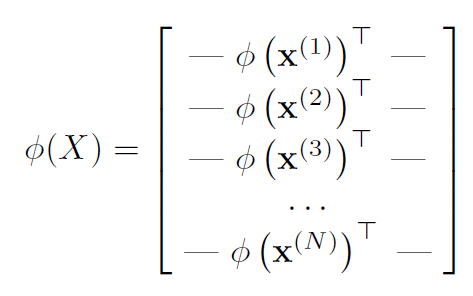 — ϕ (x⁽¹⁾)^⊤ —
— ϕ (x⁽²⁾)^⊤ —
ϕ(X) = — ϕ (x⁽³⁾)^⊤ —
…
— ϕ (x⁽ᴺ⁾)^⊤ —